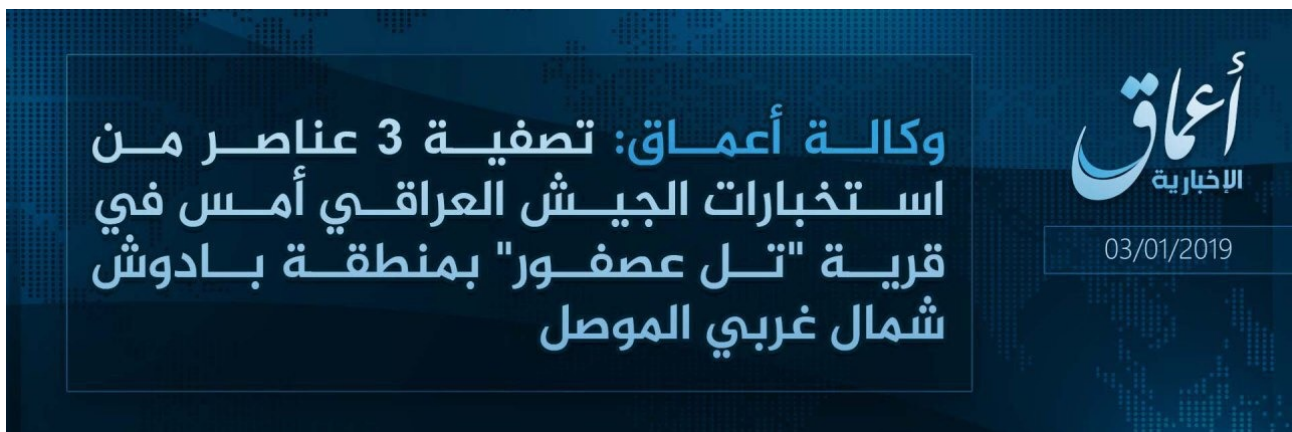 وكالة أعماق: تصفية 3 عناصر من
استخبارات الجيش العراقي أمس في
قرية "تل عصفور" بمنطقة بادوش
شمال غربي الموصل
أعماق
الإخبارية
03/01/2019